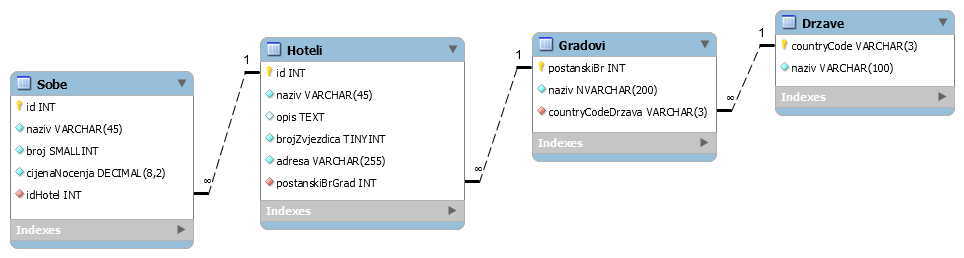 Sobe
id INT
naziv VARCHAR(45)
broj SMALLINT
cijenaNocenja DECIMAL(8,2)
idHotel INT
Indexes
∞
1
Hoteli
id INT
naziv VARCHAR(45)
opis TEXT
brojZvjezdica TINYINT
adresa VARCHAR(255)
postanskiBrGrad INT
Indexes
∞
1
Gradovi
postanskiBr INT
naziv NVARCHAR(200)
countryCodeDrzava VARCHAR(3)
Indexes
∞
1
Drzave
countryCode VARCHAR(3)
naziv VARCHAR(100)
Indexes